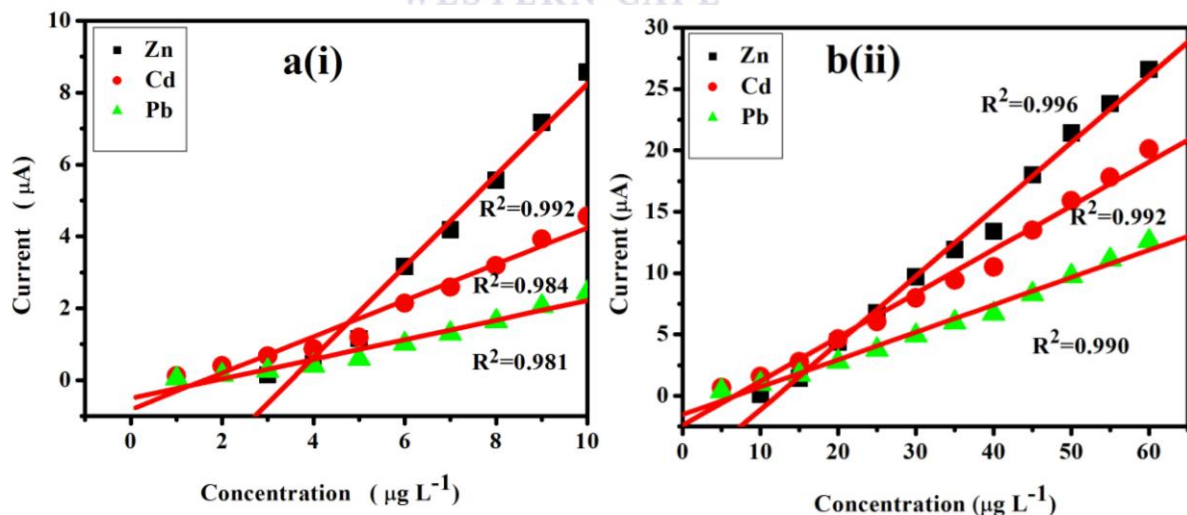 WESTERN CAPE
10
8
6
4
2
0
0
2
4
6
8
10
Current ( μA)
Concentration ( μg L-1)
Zn
Cd
Pb
a(i)
R2=0.992
R2=0.984
R2=0.981
30
25
20
15
10
5
0
0
10
20
30
40
50
60
Current (μA)
Concentration (μg L-1)
Zn
Cd
Pb
b(ii)
R2=0.996
R2=0.992
R2=0.990